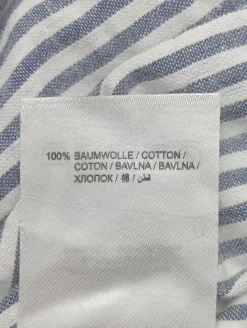 100% BAUMWOLLE / COTTON /
COTON / BAVLNA / BAVLNA /
ХЛОПОК / 棉 / قطن /